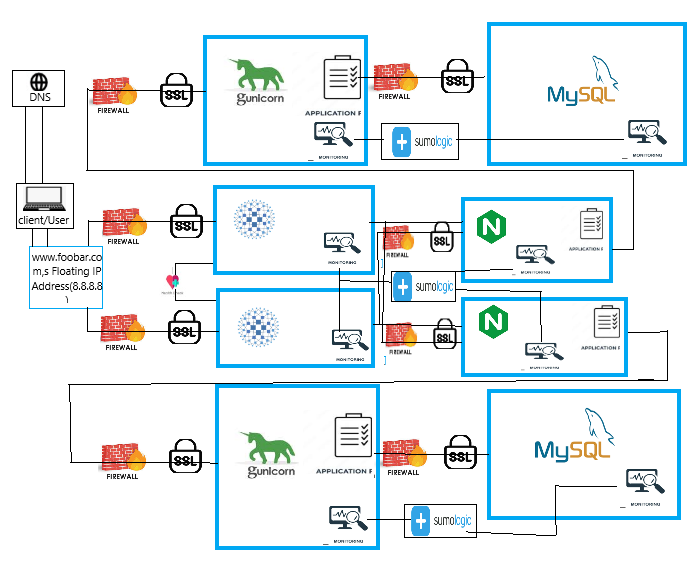 DNS
FIREWALL
SSL
gunicorn
APPLICATION F
MONITORING
FIREWALL
SSL
MySQL
MONITORING
sumologic
client/User
www.foobar.co
m,s Floating IP
Address(8.8.8.8
)
FIREWALL
SSL
MONITORING
FIREWALL
SSL
N
APPLICATION F
MONITORING
sumologic
FIREWALL
SSL
MONITORING
FIREWALL
SSL
N
APPLICATION F
MONITORING
FIREWALL
SSL
gunicorn
APPLICATION F
MONITORING
FIREWALL
SSL
MySQL
MONITORING
sumologic